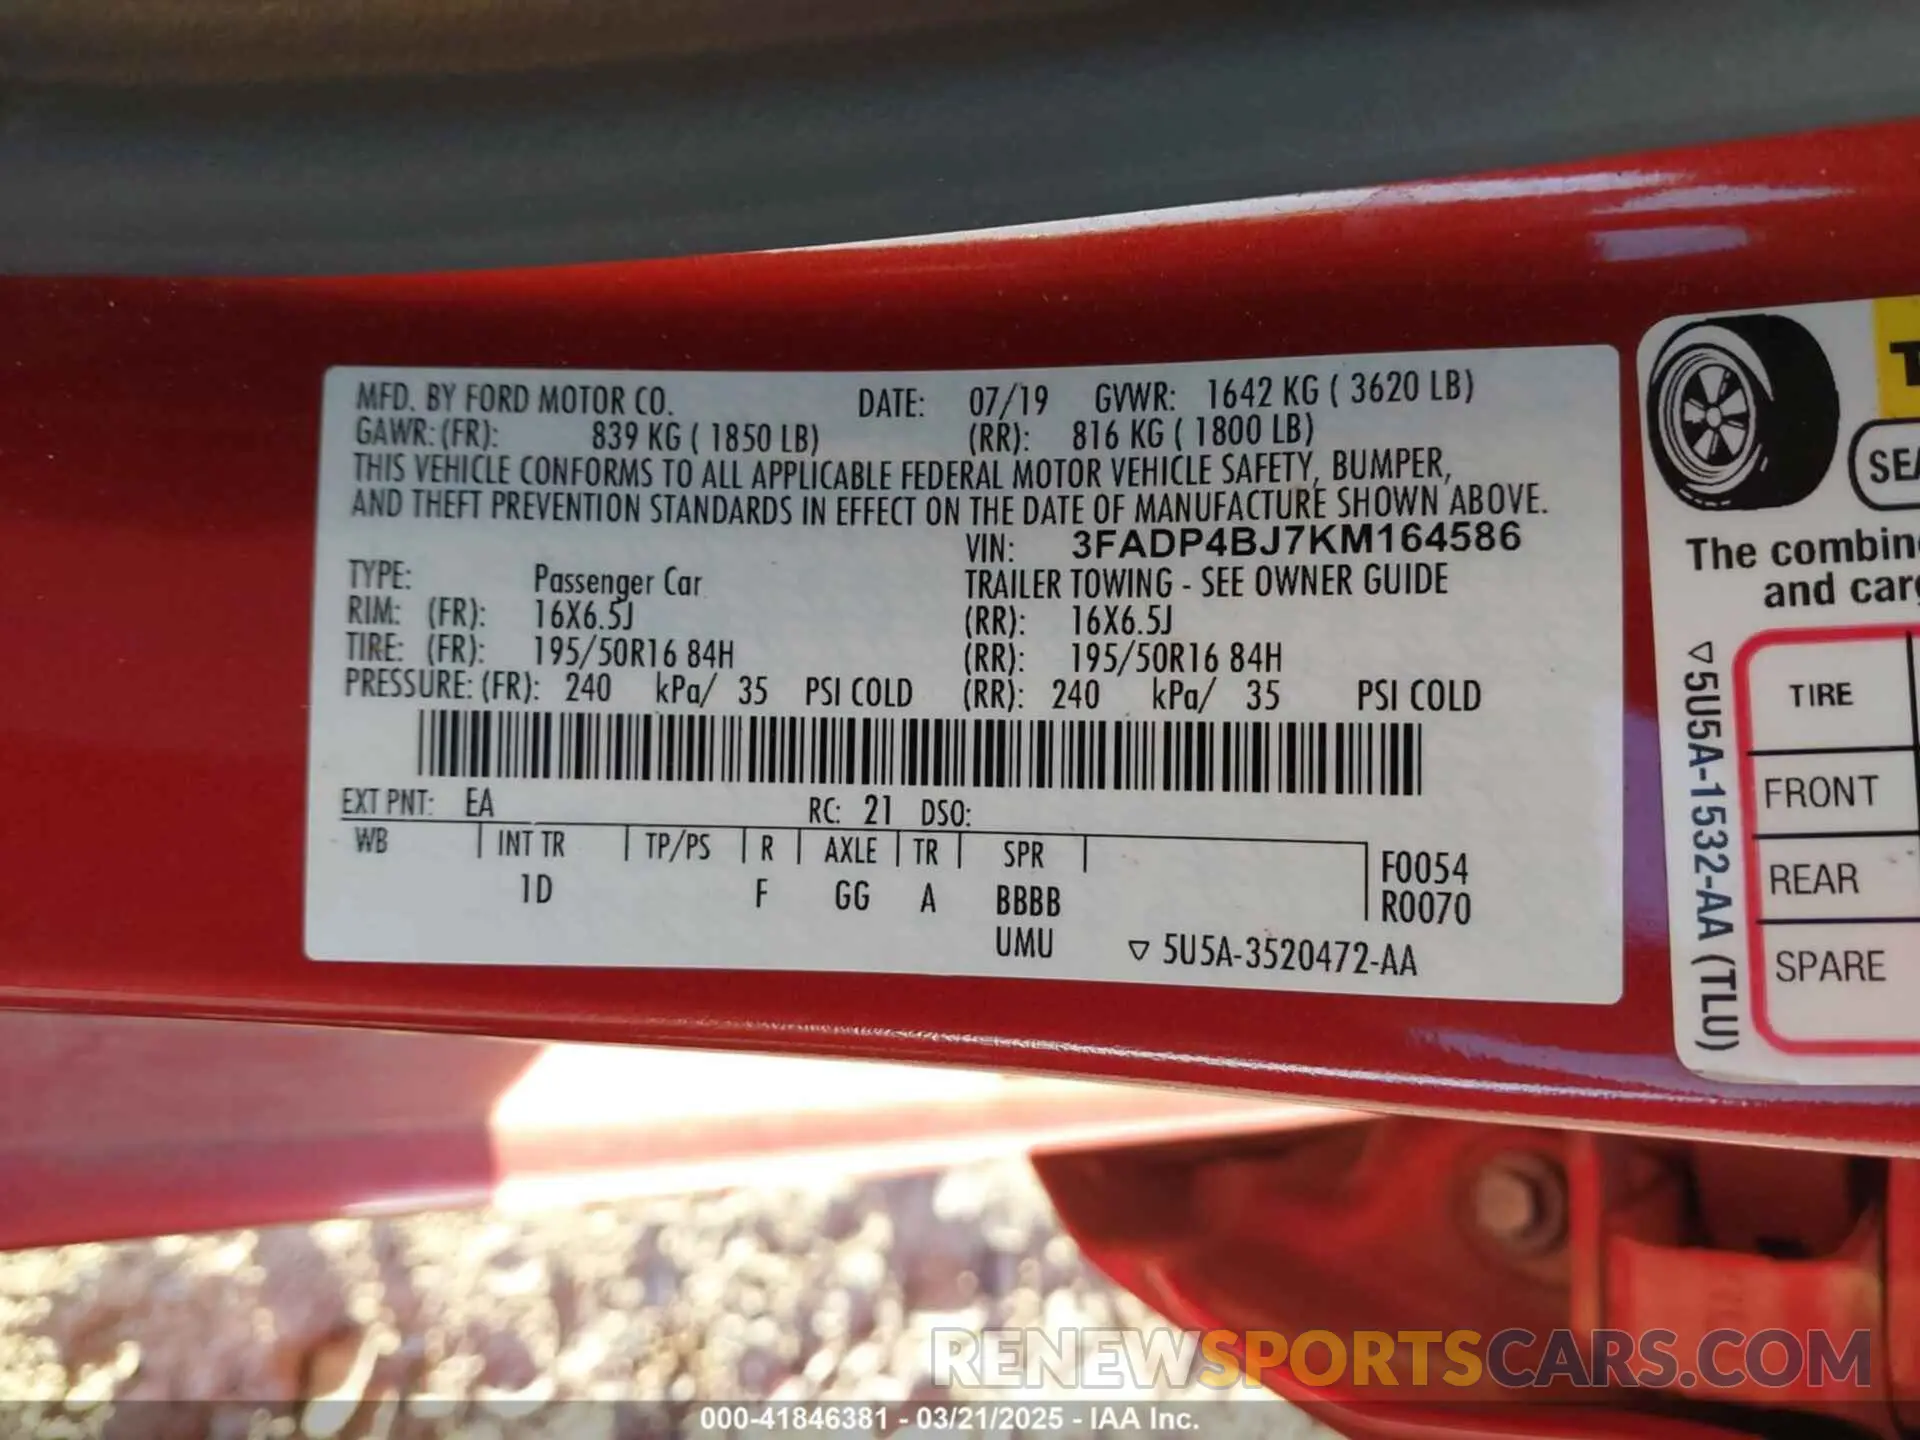 MFD. BY FORD MOTOR CO. DATE: 07/19 GVWR: 1642 KG ( 3620 LB)
GAWR: (FR): 839 KG ( 1850 LB) (RR): 816 KG ( 1800 LB)
THIS VEHICLE CONFORMS TO ALL APPLICABLE FEDERAL MOTOR VEHICLE SAFETY, BUMPER,
AND THEFT PREVENTION STANDARDS IN EFFECT ON THE DATE OF MANUFACTURE SHOWN ABOVE.
VIN: 3FADP4BJ7KM164586
TYPE: Passenger Car TRAILER TOWING - SEE OWNER GUIDE
RIM: (FR): 16X6.5J (RR): 16X6.5J
TIRE: (FR): 195/50R16 84H (RR): 195/50R16 84H
PRESSURE: (FR): 240 kPa/ 35 PSI COLD (RR): 240 kPa/ 35 PSI COLD
EXT PNT: EA RC: 21 DSO:
WB INT TR TP/PS R AXLE TR SPR F0054
1D F GG A BBBB R0070
UMU ▽ 5U5A-3520472-AA
SEA
The combin
and carg
▽5U5A-1532-AA (TLU)
TIRE
FRONT
REAR
SPARE
RENEWSPORTSCARS.COM
000-41846381 - 03/21/2025 - IAA Inc.